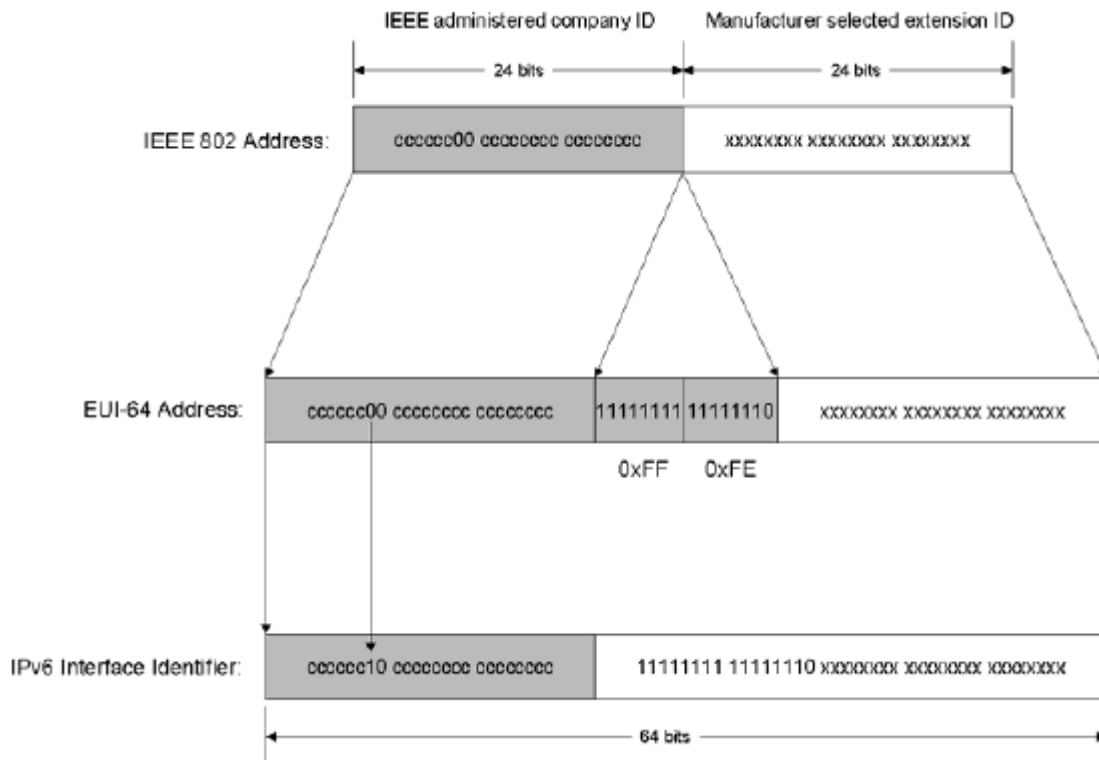 IEEE administered company ID Manufacturer selected extension ID
24 bits 24 bits
IEEE 802 Address: cccccc00 cccccccc cccccccc xxxxxxxx xxxxxxxx xxxxxxxx
EUI-64 Address: cccccc00 cccccccc cccccccc 11111111 11111110 xxxxxxxx xxxxxxxx xxxxxxxx
0xFF 0xFE
IPv6 Interface Identifier: cccccc10 cccccccc cccccccc 11111111 11111110 xxxxxxxx xxxxxxxx xxxxxxxx
64 bits